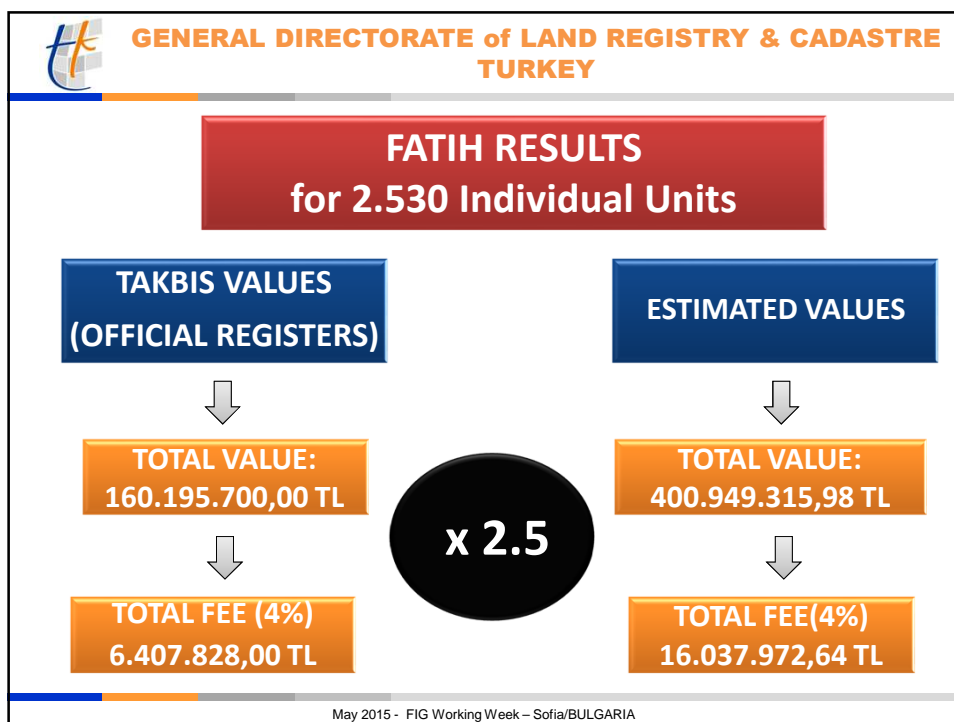 GENERAL DIRECTORATE of LAND REGISTRY & CADASTRE
TURKEY
FATIH RESULTS
for 2.530 Individual Units
TAKBIS VALUES
(OFFICIAL REGISTERS)
ESTIMATED VALUES
TOTAL VALUE:
160.195.700,00 TL
TOTAL VALUE:
400.949.315,98 TL
x 2.5
TOTAL FEE (4%)
6.407.828,00 TL
TOTAL FEE(4%)
16.037.972,64 TL
May 2015 - FIG Working Week – Sofia/BULGARIA